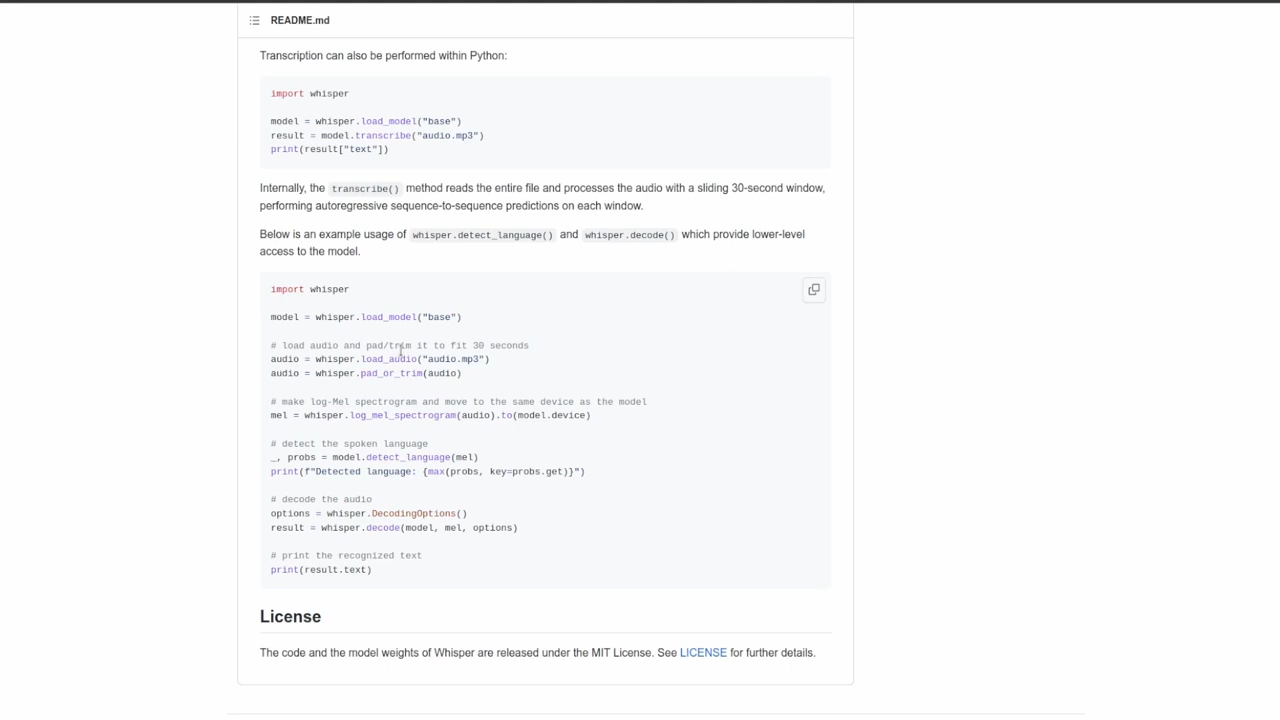 README.md
Transcription can also be performed within Python:
import whisper
model = whisper.load_model("base")
result = model.transcribe("audio.mp3")
print(result["text"])
Internally, the transcribe() method reads the entire file and processes the audio with a sliding 30-second window,
performing autoregressive sequence-to-sequence predictions on each window.
Below is an example usage of whisper.detect_language() and whisper.decode() which provide lower-level
access to the model.
import whisper
model = whisper.load_model("base")
# load audio and pad/trim it to fit 30 seconds
audio = whisper.load_audio("audio.mp3")
audio = whisper.pad_or_trim(audio)
# make log-Mel spectrogram and move to the same device as the model
mel = whisper.log_mel_spectrogram(audio).to(model.device)
# detect the spoken language
_, probs = model.detect_language(mel)
print(f"Detected language: {max(probs, key=probs.get)}")
# decode the audio
options = whisper.DecodingOptions()
result = whisper.decode(model, mel, options)
# print the recognized text
print(result.text)
License
The code and the model weights of Whisper are released under the MIT License. See LICENSE for further details.